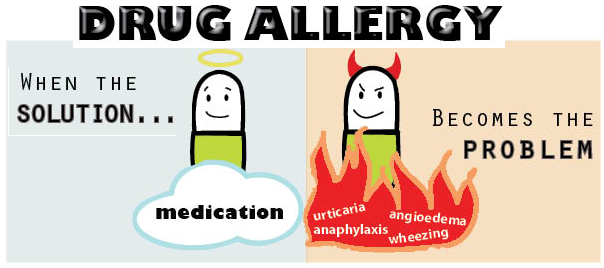 DRUG ALLERGY
WHEN THE
SOLUTION...
BECOMES THE
PROBLEM
medication
urticaria
angioedema
anaphylaxis
wheezing